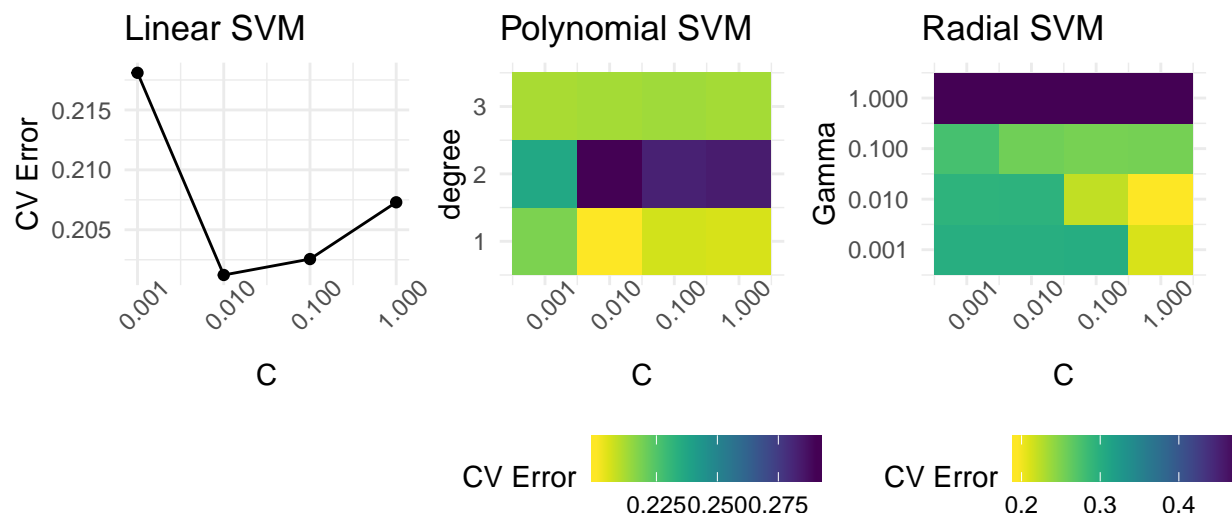 Linear SVM
CV Error
0.215
0.210
0.205
0.001
0.010
0.100
1.000
C
Polynomial SVM
degree
3
2
1
0.001
0.010
0.100
1.000
C
CV Error
0.2250.2500.275
Radial SVM
Gamma
1.000
0.100
0.010
0.001
0.001
0.010
0.100
1.000
C
CV Error
0.2 0.3 0.4